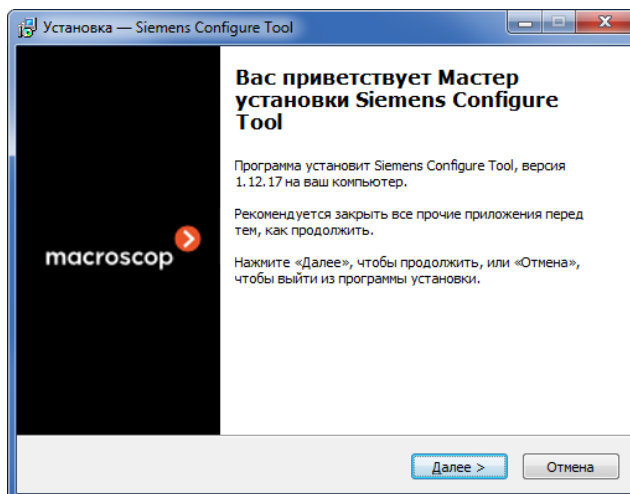 Установка — Siemens Configure Tool
Вас приветствует Мастер
установки Siemens Configure
Tool
Программа установит Siemens Configure Tool, версия
1.12.17 на ваш компьютер.
Рекомендуется закрыть все прочие приложения перед
тем, как продолжить.
Нажмите «Далее», чтобы продолжить, или «Отмена»,
чтобы выйти из программы установки.
macroscop
Далее >
Отмена